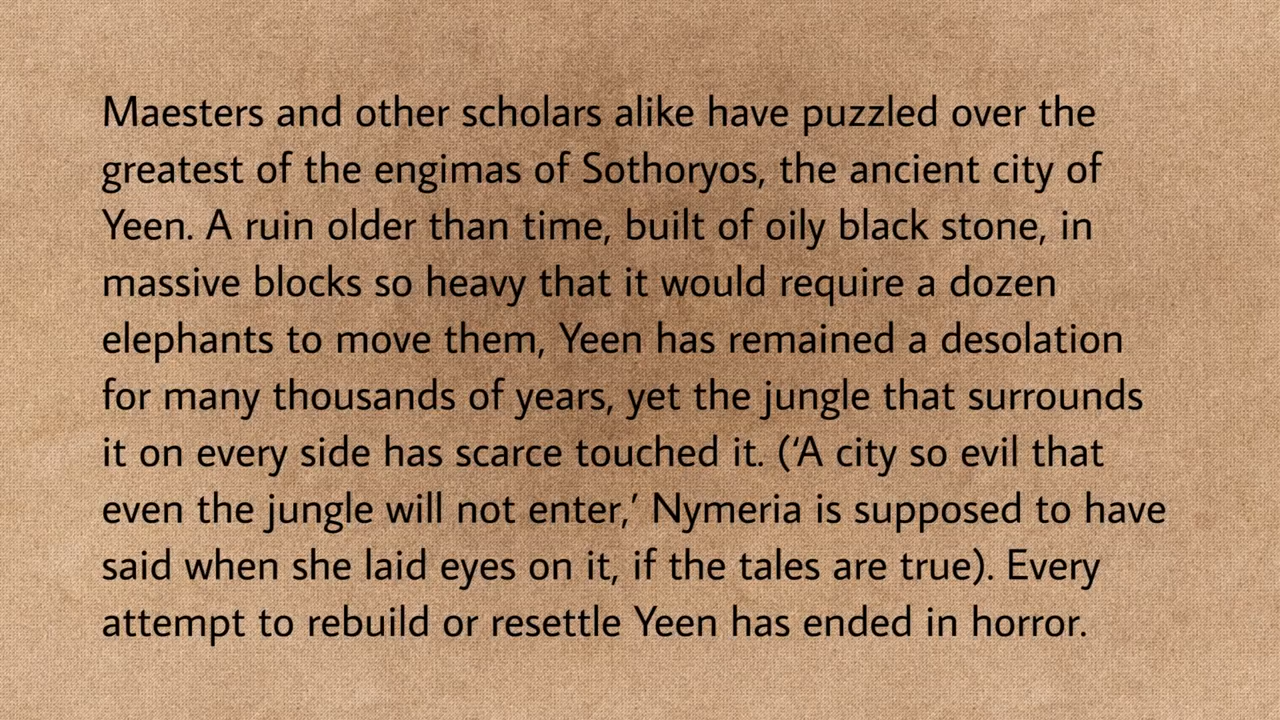 Maesters and other scholars alike have puzzled over the
greatest of the engimas of Sothoryos, the ancient city of
Yeen. A ruin older than time, built of oily black stone, in
massive blocks so heavy that it would require a dozen
elephants to move them, Yeen has remained a desolation
for many thousands of years, yet the jungle that surrounds
it on every side has scarce touched it. (‘A city so evil that
even the jungle will not enter,’ Nymeria is supposed to have
said when she laid eyes on it, if the tales are true). Every
attempt to rebuild or resettle Yeen has ended in horror.